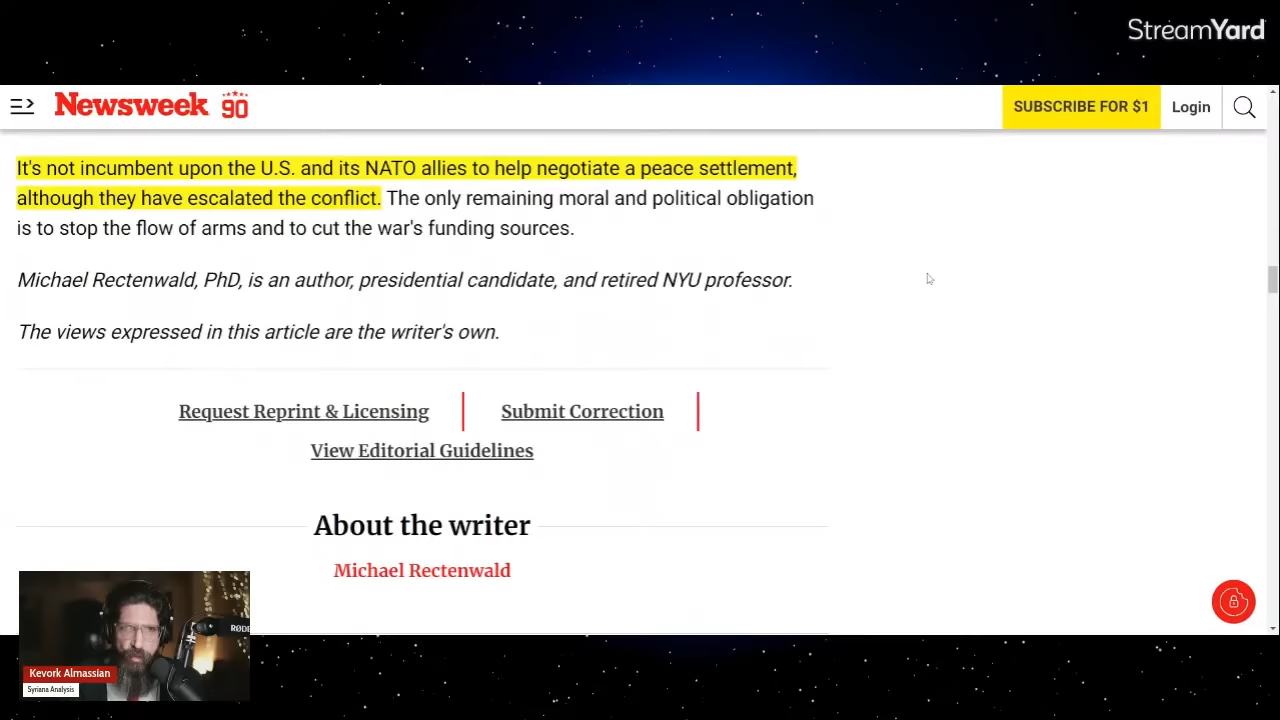 StreamYard
Newsweek 90
SUBSCRIBE FOR $1
Login
It's not incumbent upon the U.S. and its NATO allies to help negotiate a peace settlement,
although they have escalated the conflict. The only remaining moral and political obligation
is to stop the flow of arms and to cut the war's funding sources.
Michael Rectenwald, PhD, is an author, presidential candidate, and retired NYU professor.
The views expressed in this article are the writer's own.
Request Reprint & Licensing
Submit Correction
View Editorial Guidelines
About the writer
Michael Rectenwald
RØDE
Kevork Almassian
Syriana Analysis